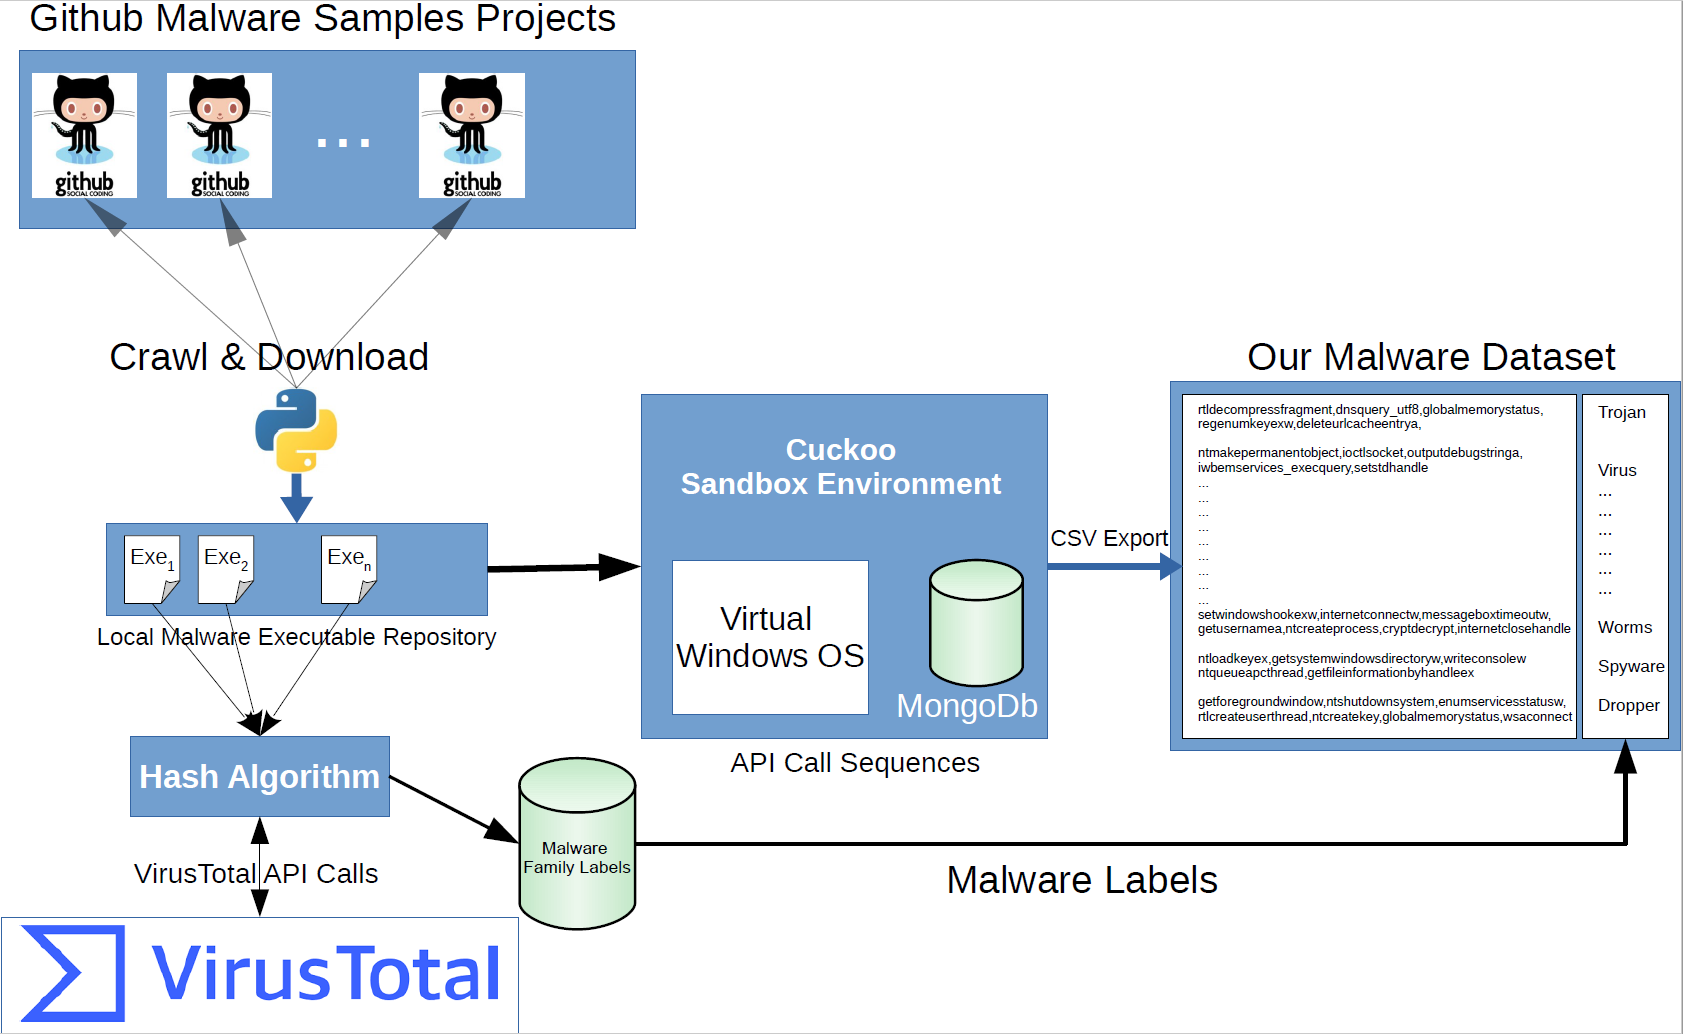 Github Malware Samples Projects
github
SOCIAL CODING
github
SOCIAL CODING
...
github
SOCIAL CODING
Crawl & Download
Exe1
Exe2
Exen
Local Malware Executable Repository
Hash Algorithm
VirusTotal API Calls
VirusTotal
Malware
Family Labels
Cuckoo
Sandbox Environment
Virtual
Windows OS
MongoDb
API Call Sequences
CSV Export
Malware Labels
Our Malware Dataset
rtldecompressfragment,dnsquery_utf8,globalmemorystatus,
regenumkeyexw,deleteurlcacheentrya,
ntmakepermanentobject,ioctlsocket,outputdebugstringa,
iwbemservices_execquery,setstdhandle
...
...
...
...
...
...
...
...
...
setwindowshookexw,internetconnectw,messageboxtimeoutw,
getusernamea,ntcreateprocess,cryptdecrypt,internetclosehandle
ntloadkeyex,getsystemwindowsdirectoryw,writeconsolew
ntqueueapcthread,getfileinformationbyhandleex
getforegroundwindow,ntshutdownsystem,enumservicesstatusw,
rtlcreateuserthread,ntcreatekey,globalmemorystatus,wsaconnect
Trojan
Virus
...
...
...
...
...
...
Worms
Spyware
Dropper